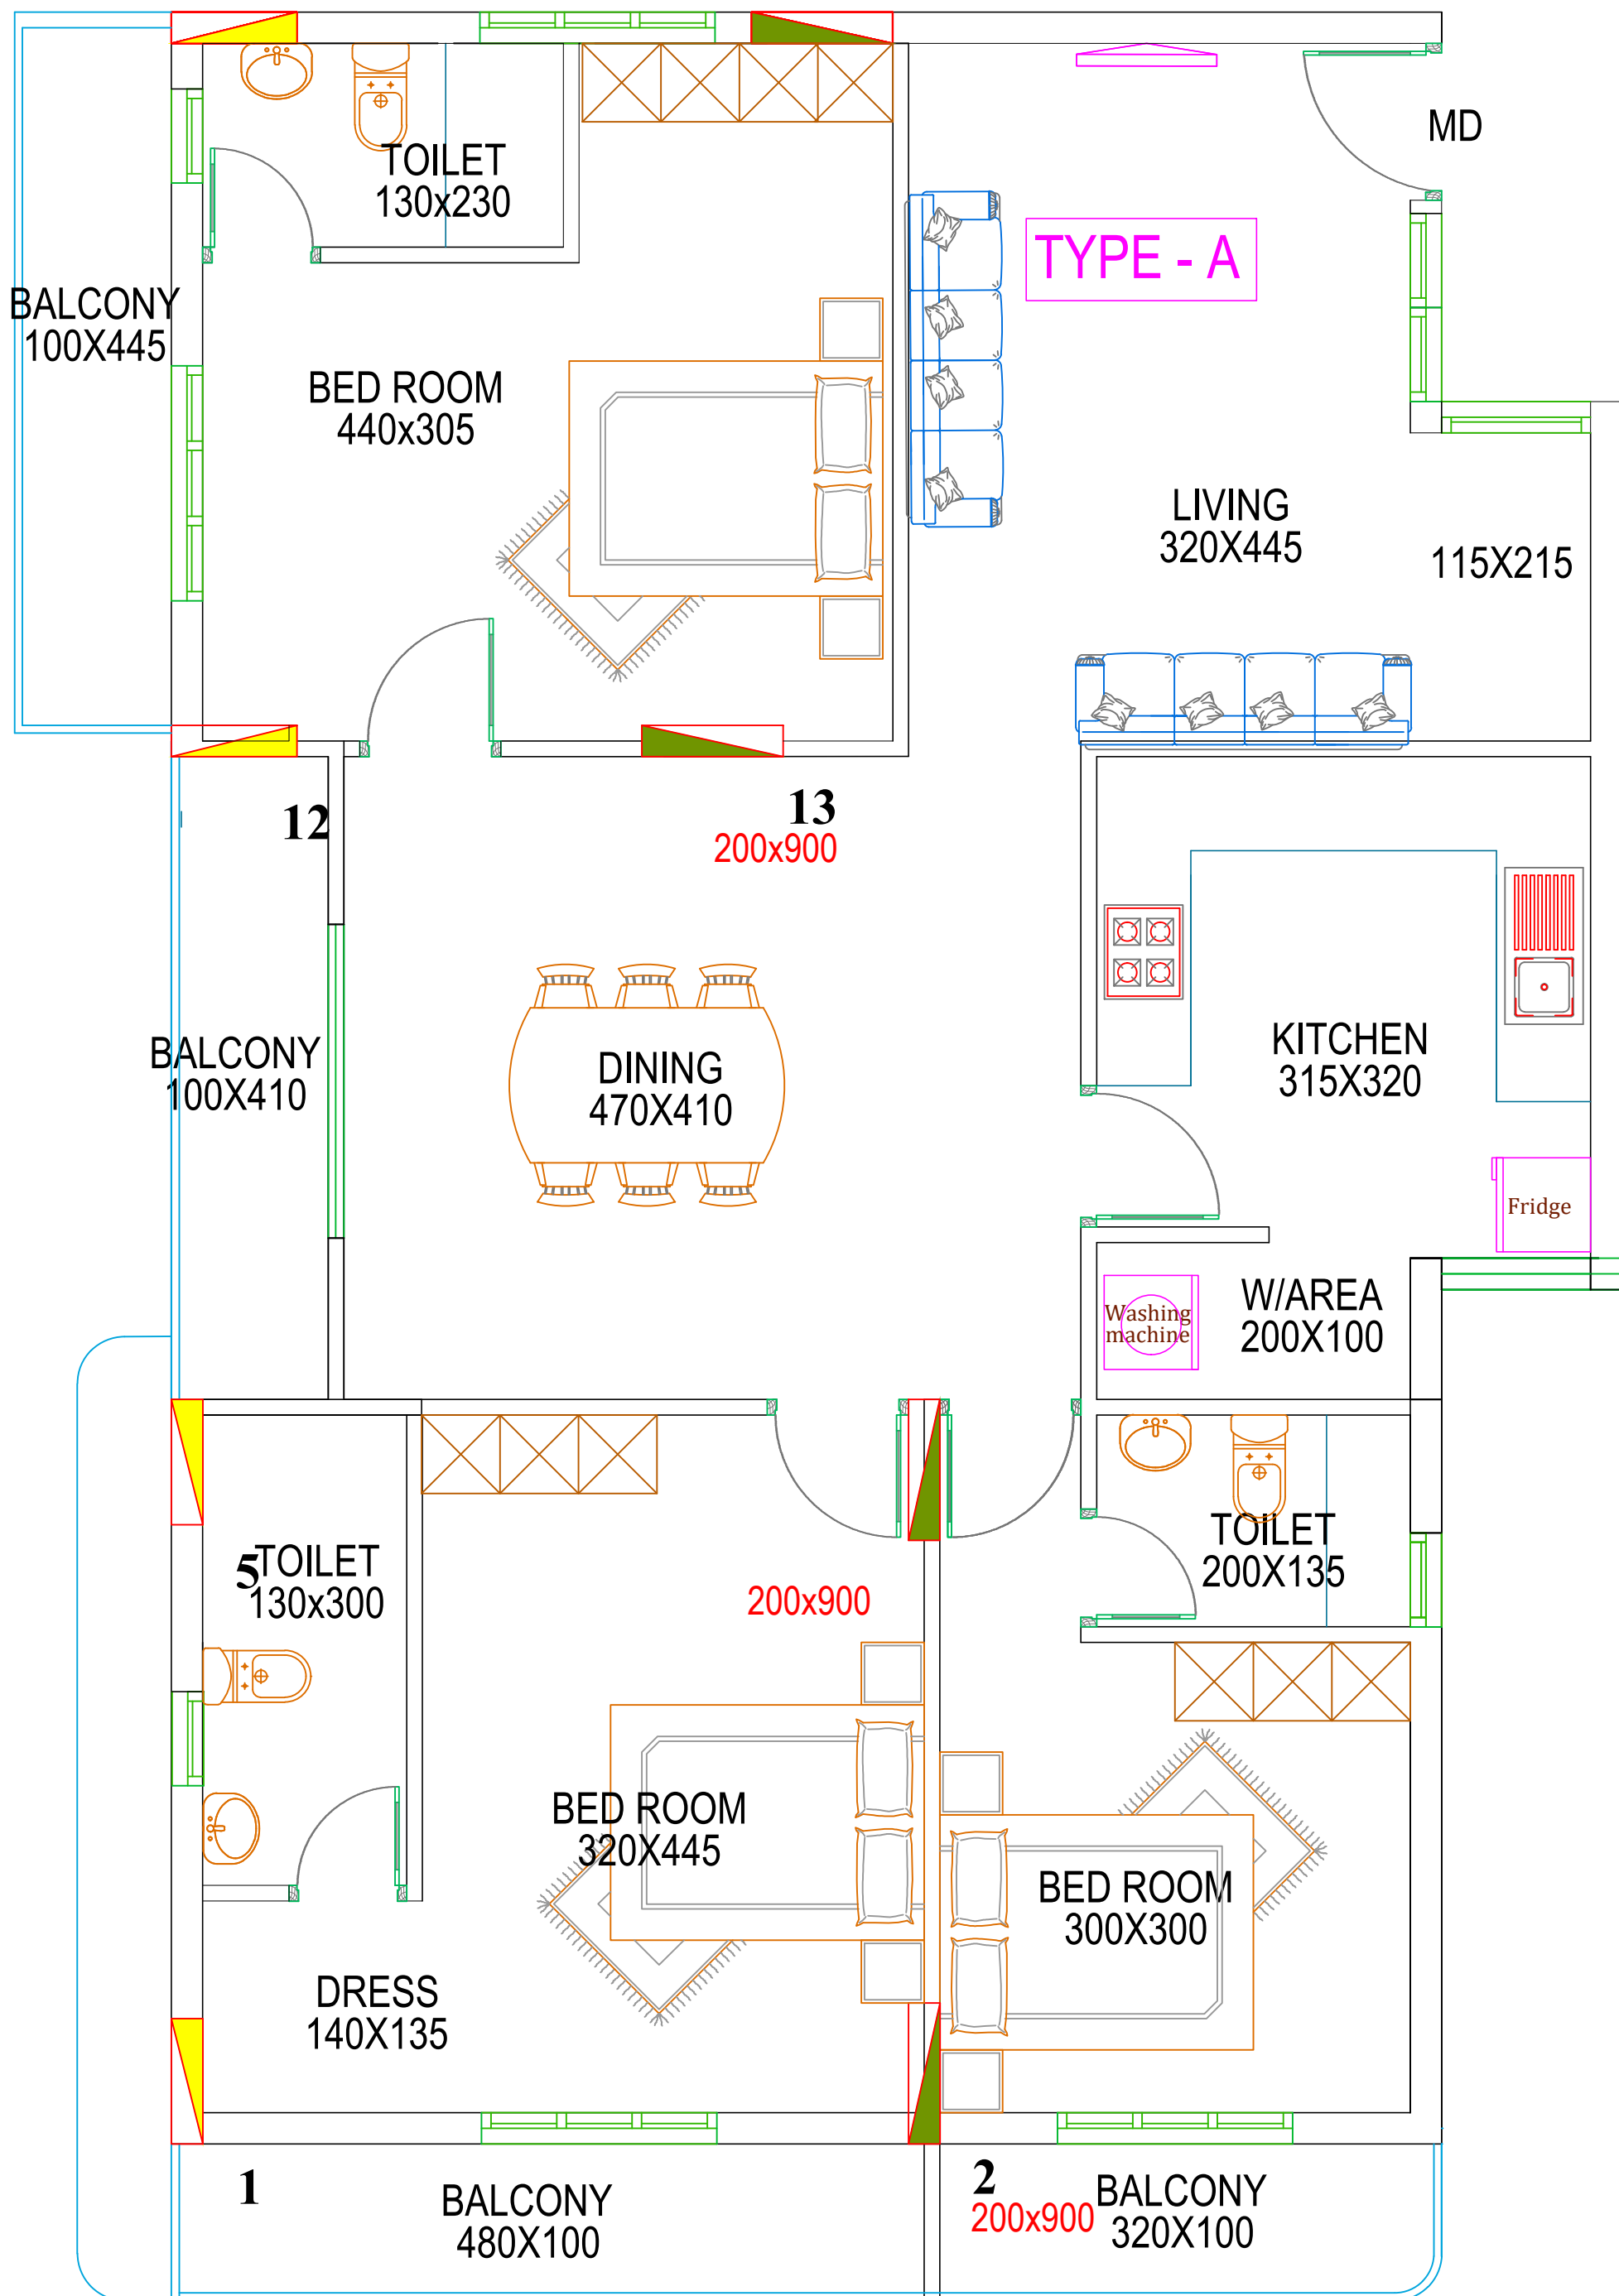 TOILET
130x230
MD
TYPE - A
BALCONY
100X445
BED ROOM
440x305
LIVING
320X445
115X215
12
13
200x900
BALCONY
100X410
DINING
470X410
KITCHEN
315X320
Fridge
Washing
machine
W/AREA
200X100
5
TOILET
130x300
200x900
TOILET
200X135
BED ROOM
320X445
BED ROOM
300X300
DRESS
140X135
1
BALCONY
480X100
2
200x900
BALCONY
320X100